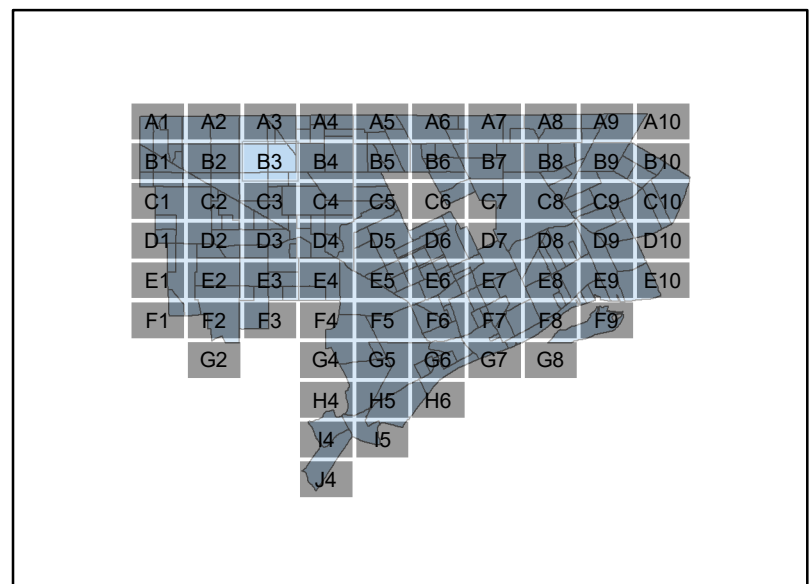 A1 A2 A3 A4 A5 A6 A7 A8 A9 A10
B1 B2 B3 B4 B5 B6 B7 B8 B9 B10
C1 C2 C3 C4 C5 C6 C7 C8 C9 C10
D1 D2 D3 D4 D5 D6 D7 D8 D9 D10
E1 E2 E3 E4 E5 E6 E7 E8 E9 E10
F1 F2 F3 F4 F5 F6 F7 F8 F9
G2 G4 G5 G6 G7 G8
H4 H5 H6
I4 I5
J4